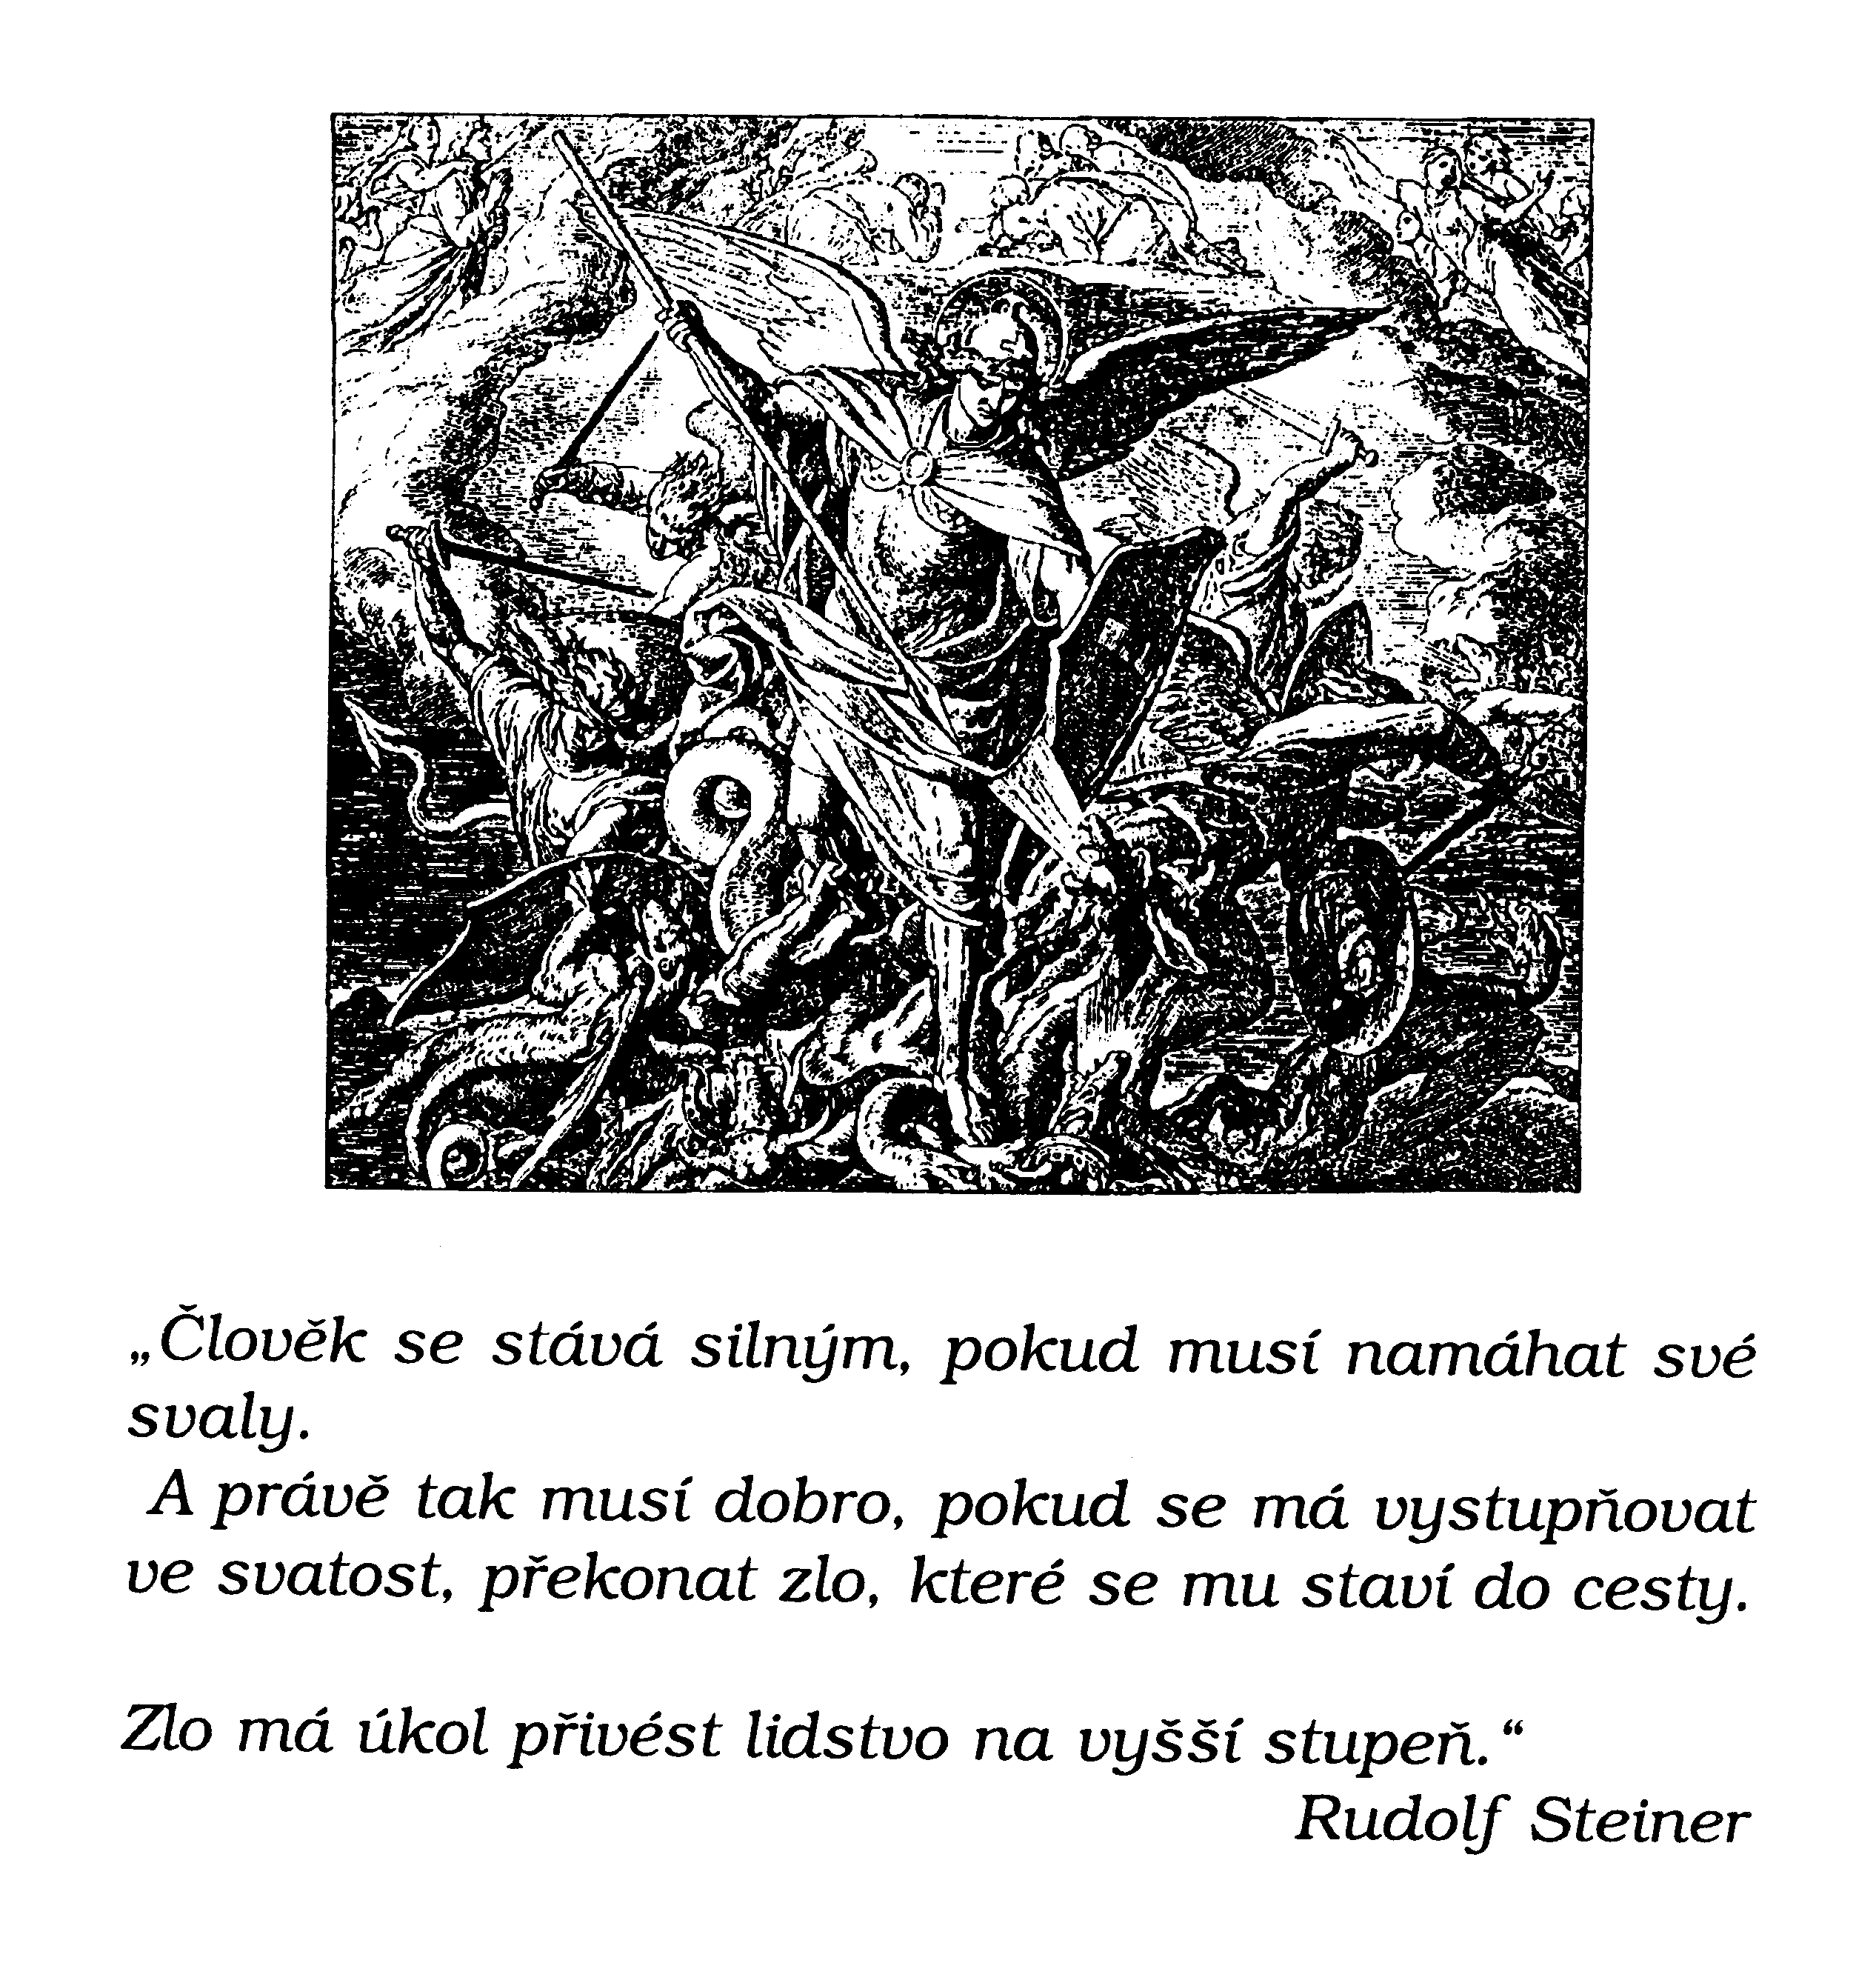 „Člověk se stává silným, pokud musí namáhat své
svaly.
A právě tak musí dobro, pokud se má vystupňovat
ve svatost, překonat zlo, které se mu staví do cesty.
Zlo má úkol přivést lidstvo na vyšší stupeň.“
Rudolf Steiner